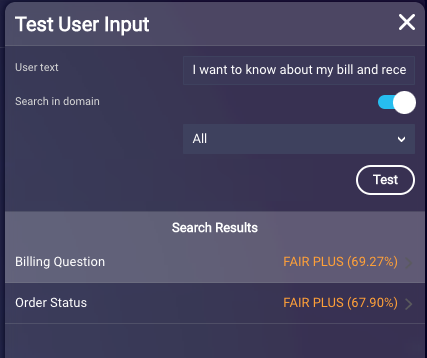 Test User Input
User text
I want to know about my bill and rece
Search in domain
All
Test
Search Results
Billing Question FAIR PLUS (69.27%)
Order Status FAIR PLUS (67.90%)